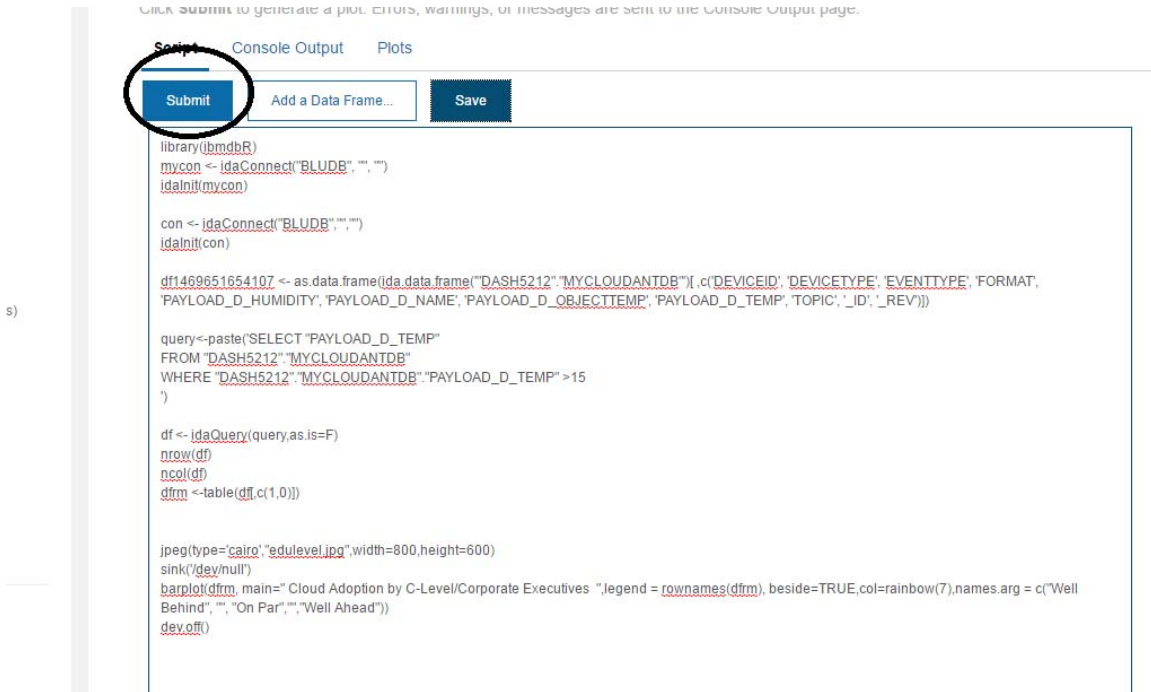 Click Submit to generate a plot. Errors, warnings, or messages are sent to the Console Output page.
Script Console Output Plots
Submit Add a Data Frame... Save
library(ibmdbR)
mycon <- idaConnect("BLUDB", "", "")
idaInit(mycon)
con <- idaConnect("BLUDB","","")
idaInit(con)
df1469651654107 <- as.data.frame(ida.data.frame('"DASH5212"."MYCLOUDANTDB"')[ ,c('DEVICEID', 'DEVICETYPE', 'EVENTTYPE', 'FORMAT',
'PAYLOAD_D_HUMIDITY', 'PAYLOAD_D_NAME', 'PAYLOAD_D_OBJECTTEMP', 'PAYLOAD_D_TEMP', 'TOPIC', '_ID', '_REV')])
s)
query<-paste('SELECT "PAYLOAD_D_TEMP"
FROM "DASH5212"."MYCLOUDANTDB"
WHERE "DASH5212"."MYCLOUDANTDB"."PAYLOAD_D_TEMP" >15
')
df <- idaQuery(query,as.is=F)
nrow(df)
ncol(df)
dfrm <-table(df[,c(1,0)])
jpeg(type='cairo',"edulevel.jpg",width=800,height=600)
sink('/dev/null')
barplot(dfrm, main=" Cloud Adoption by C-Level/Corporate Executives ",legend = rownames(dfrm), beside=TRUE,col=rainbow(7),names.arg = c("Well
Behind", "", "On Par","","Well Ahead"))
dev.off()